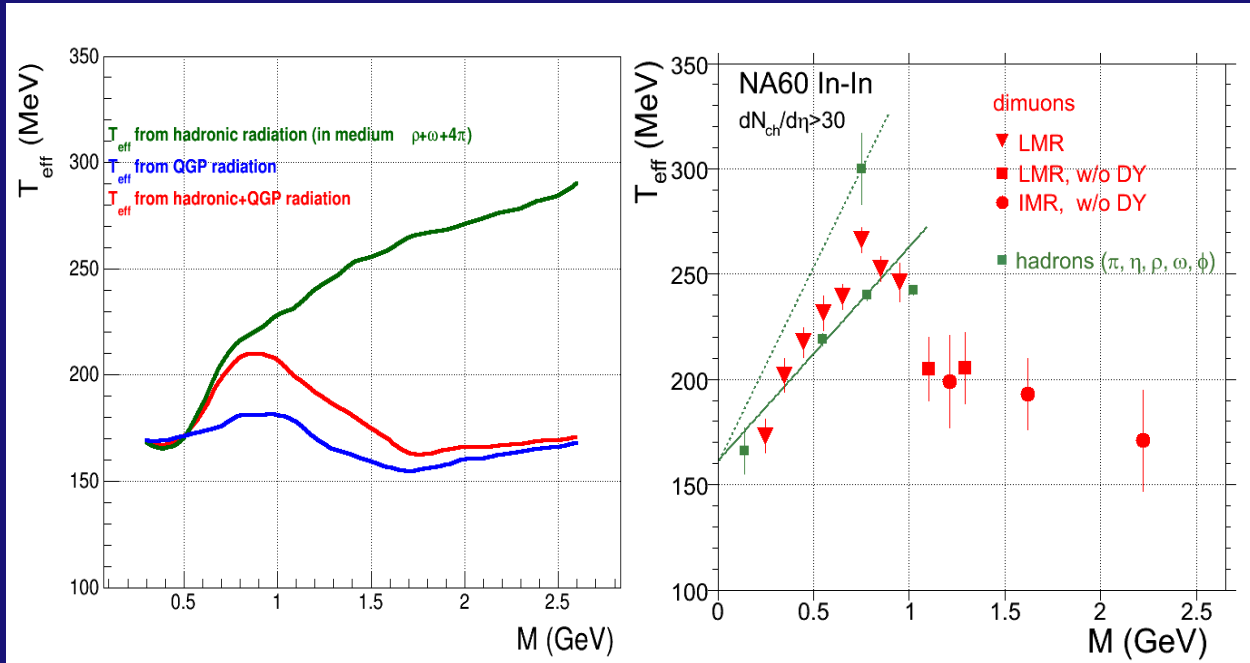 350
300
250
200
150
100
T_eff (MeV)
T_eff from hadronic radiation (in medium ρ+ω+4π)
T_eff from QGP radiation
T_eff from hadronic+QGP radiation
0.5 1 1.5 2 2.5
M (GeV)
350
300
250
200
150
100
T_eff (MeV)
NA60 In-In
dN_ch/dη>30
dimuons
LMR
LMR, w/o DY
IMR, w/o DY
hadrons (π, η, ρ, ω, ϕ)
0 0.5 1 1.5 2 2.5
M (GeV)